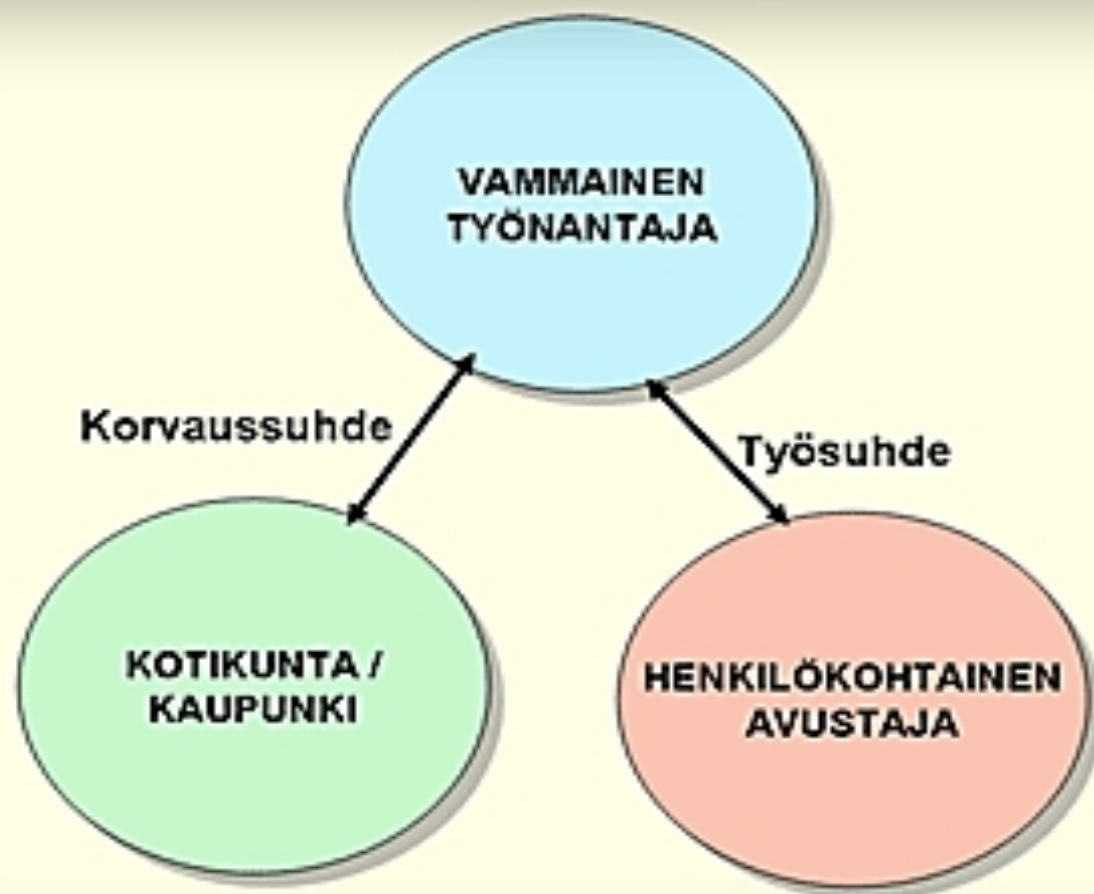 VAMMAINEN
TYÖNANTAJA
Korvaussuhde
Työsuhde
KOTIKUNTA /
KAUPUNKI
HENKILÖKOHTAINEN
AVUSTAJA